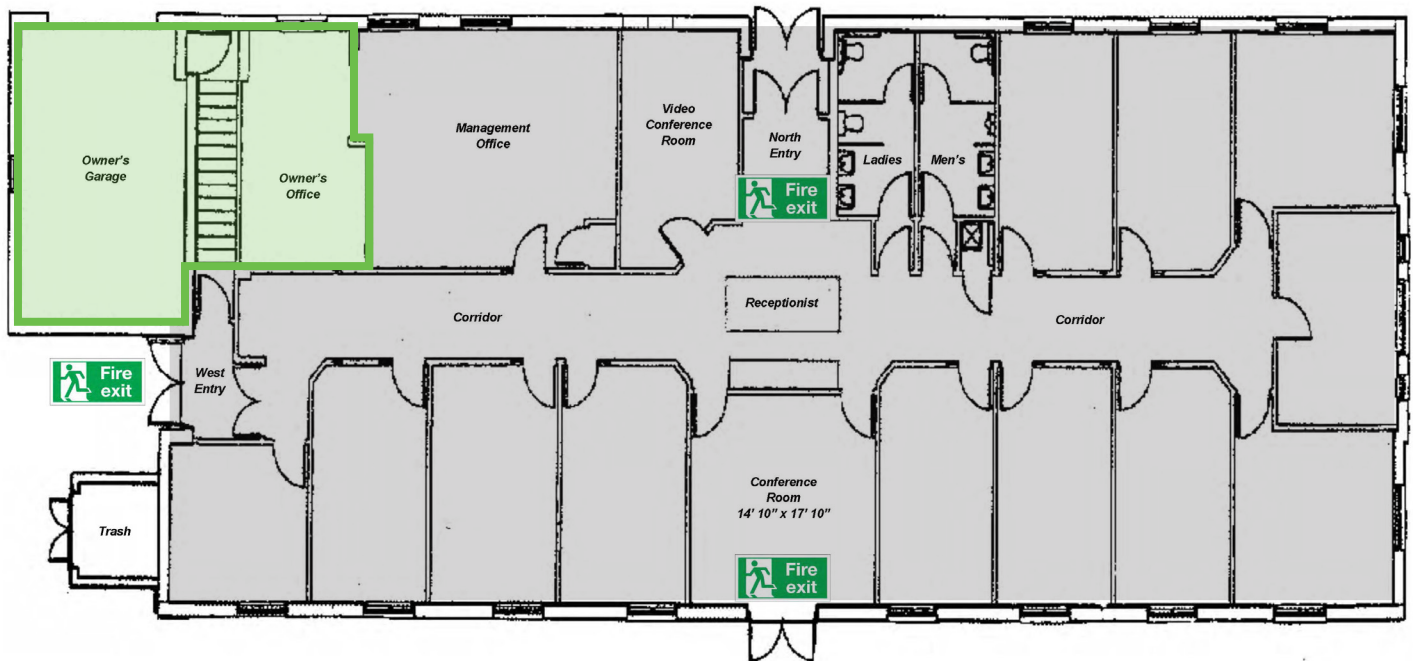 Owner's
Garage
Owner's
Office
Management
Office
Video
Conference
Room
North
Entry
Fire
exit
Ladies
Men's
Corridor
Receptionist
Corridor
Fire
exit
West
Entry
Trash
Conference
Room
14' 10" x 17' 10"
Fire
exit